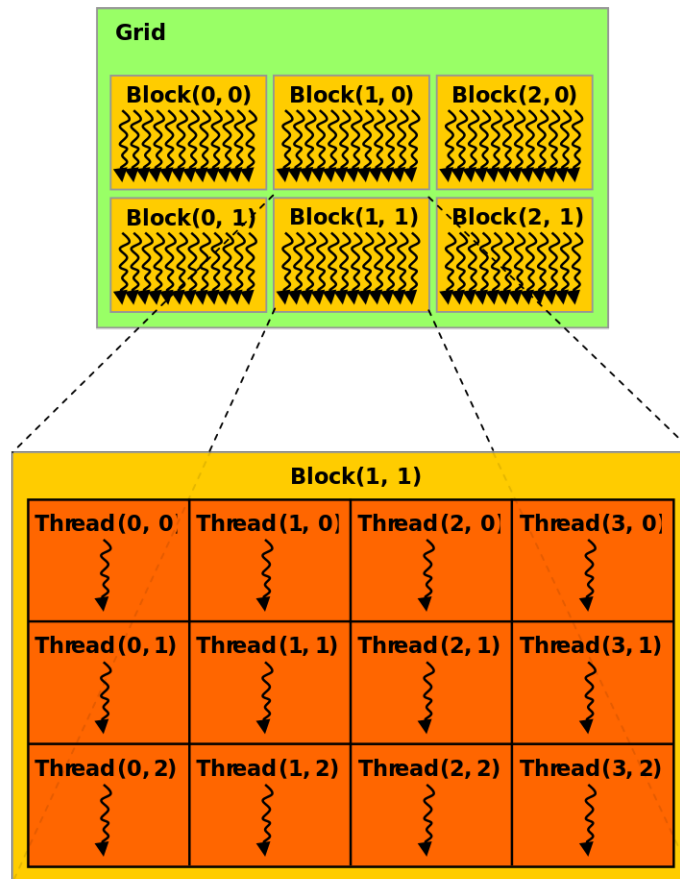 Grid
Block(0, 0) Block(1, 0) Block(2, 0)
Block(0, 1) Block(1, 1) Block(2, 1)
Block(1, 1)
Thread(0, 0) Thread(1, 0) Thread(2, 0) Thread(3, 0)
Thread(0, 1) Thread(1, 1) Thread(2, 1) Thread(3, 1)
Thread(0, 2) Thread(1, 2) Thread(2, 2) Thread(3, 2)